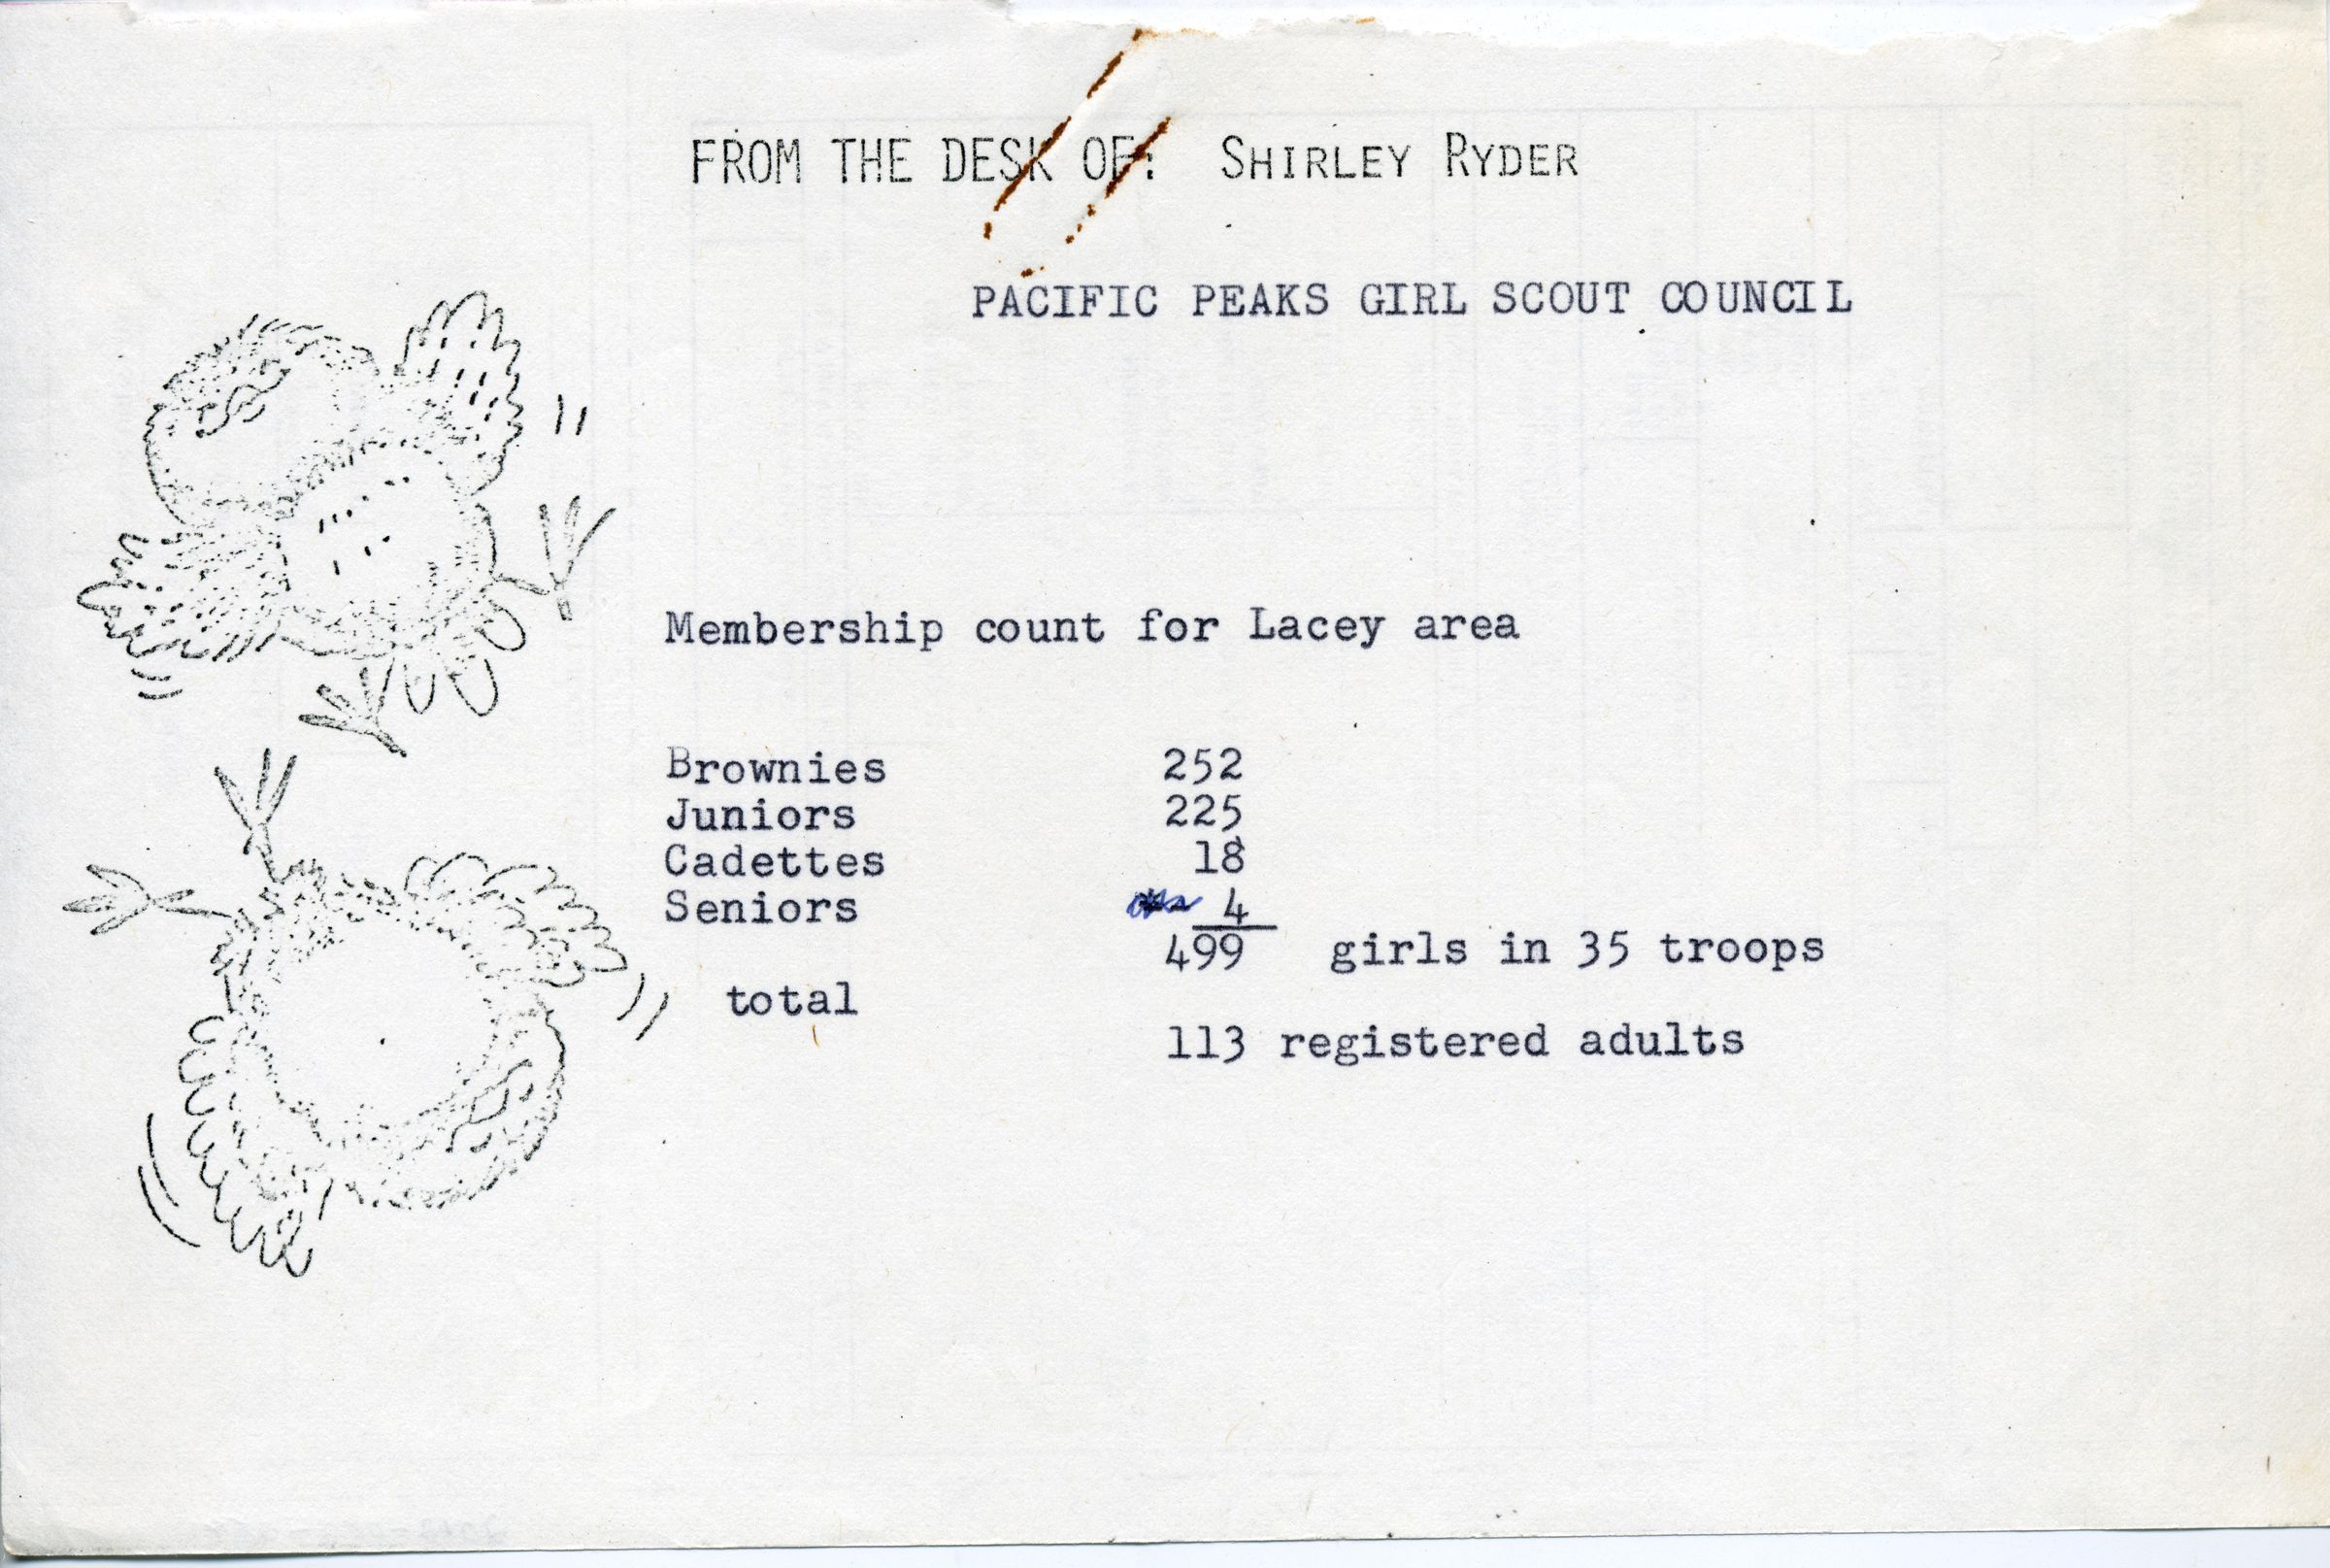 FROM THE DESK OF: SHIRLEY RYDER
PACIFIC PEAKS GIRL SCOUT COUNCIL
Membership count for Lacey area
Brownies 252
Juniors 225
Cadettes 18
Seniors 4
499 girls in 35 troops
total
113 registered adults